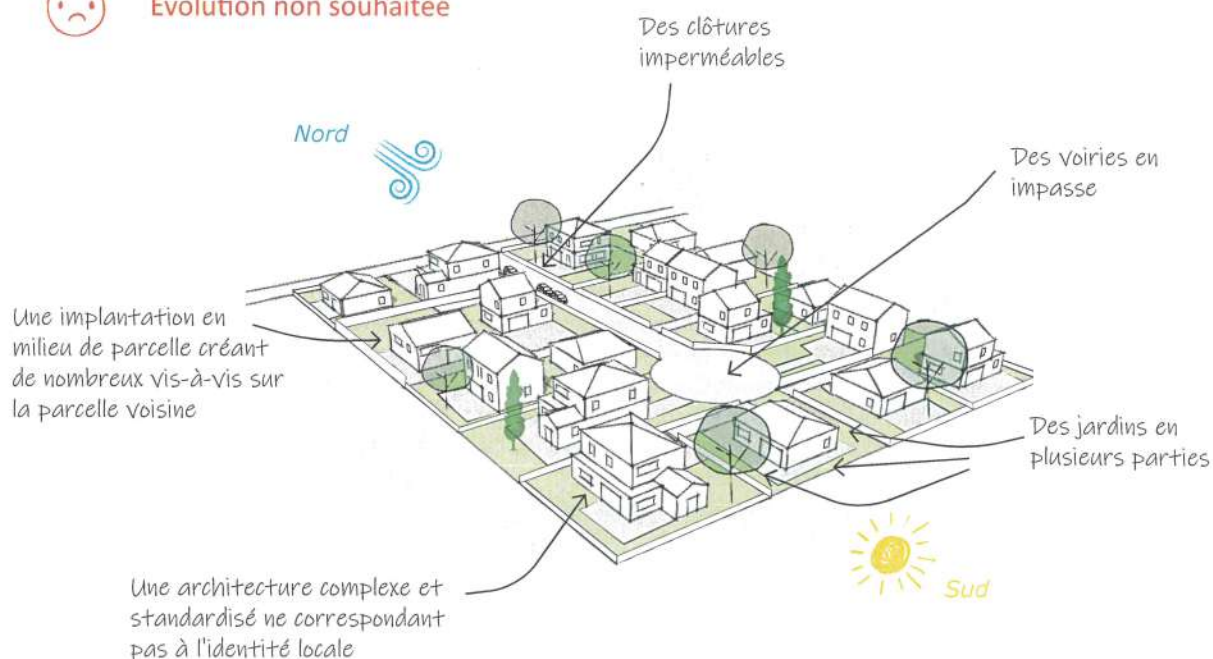 Évolution non souhaitée
Des clôtures
imperméables
Nord
Des voiries en
impasse
Une implantation en
milieu de parcelle créant
de nombreux vis-à-vis sur
la parcelle voisine
Des jardins en
plusieurs parties
Sud
Une architecture complexe et
standardisé ne correspondant
pas à l'identité locale